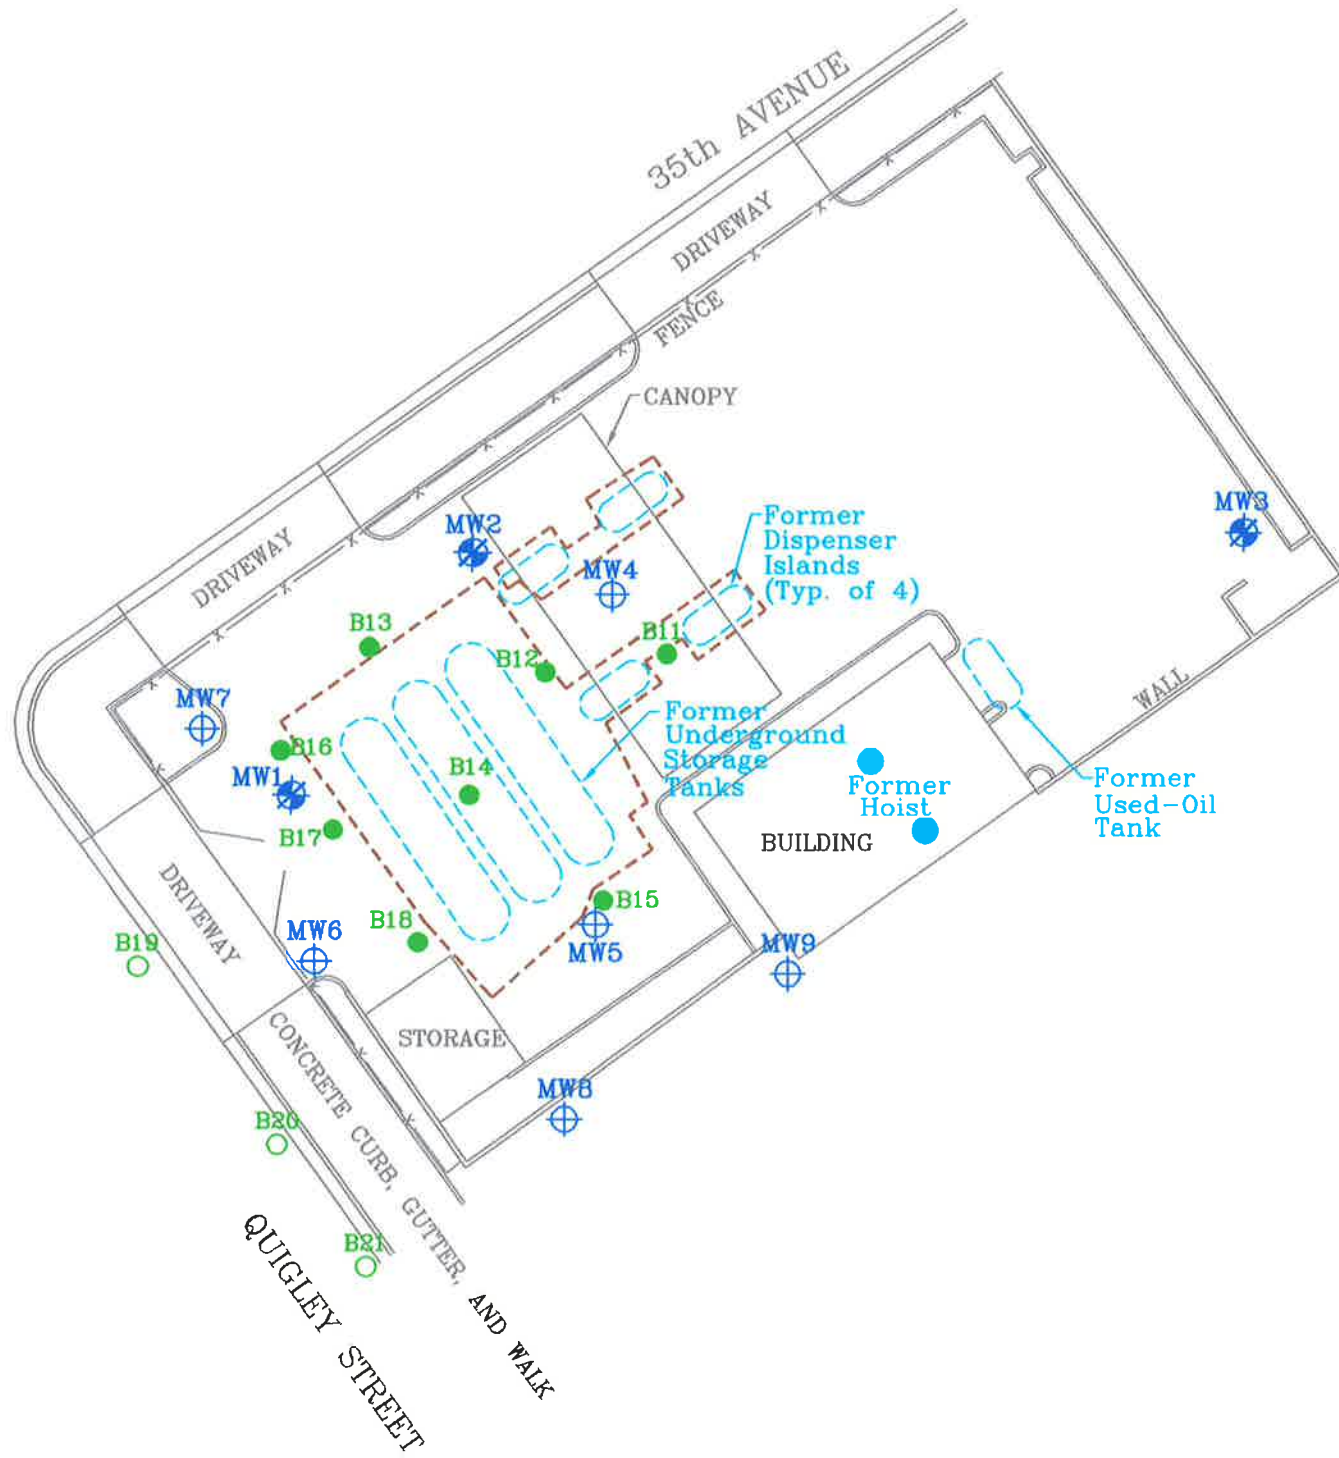 35th AVENUE
DRIVEWAY
FENCE
CANOPY
MW2
MW3
Former
Dispenser
Islands
(Typ. of 4)
DRIVEWAY
MW4
B13
B12
B11
MW7
WALL
Former
Underground
Storage
Tanks
B16
MW1
B14
Former
Hoist
Former
Used-Oil
Tank
B17
BUILDING
DRIVEWAY
B18
B15
MW6
MW5
MW9
B19
STORAGE
CONCRETE CURB, GUTTER, AND WALK
MW8
B20
B21
QUIGLEY STREET